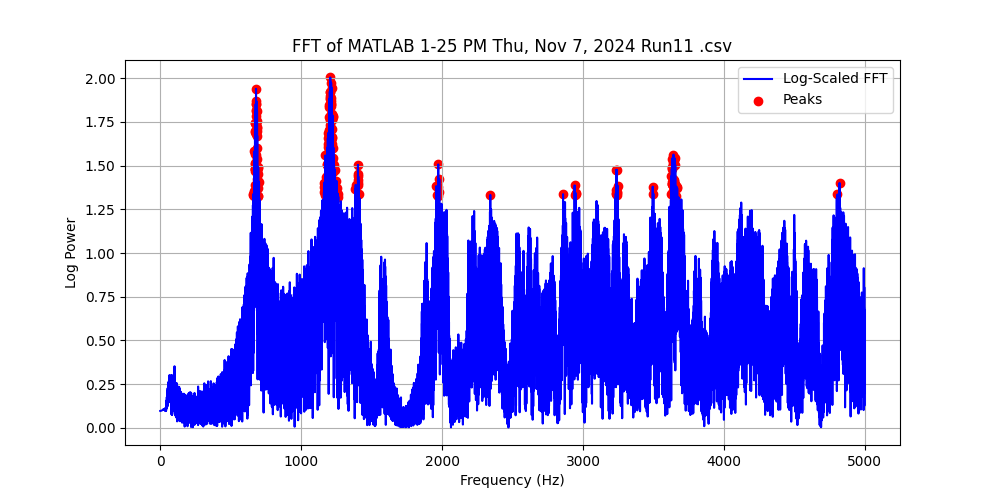 FFT of MATLAB 1-25 PM Thu, Nov 7, 2024 Run11 .csv
Log-Scaled FFT
Peaks
2.00
1.75
1.50
1.25
1.00
0.75
0.50
0.25
0.00
Log Power
0 1000 2000 3000 4000 5000
Frequency (Hz)